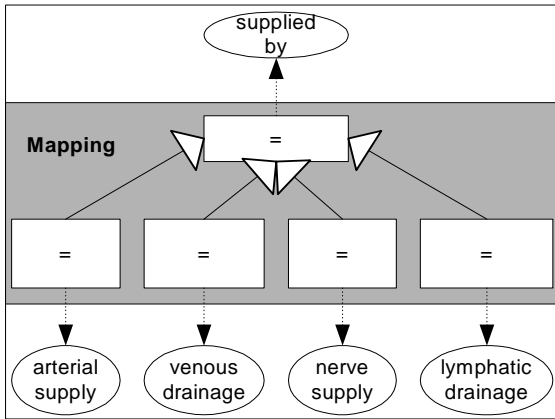 supplied
by
Mapping
=
= = = =
arterial
supply
venous
drainage
nerve
supply
lymphatic
drainage